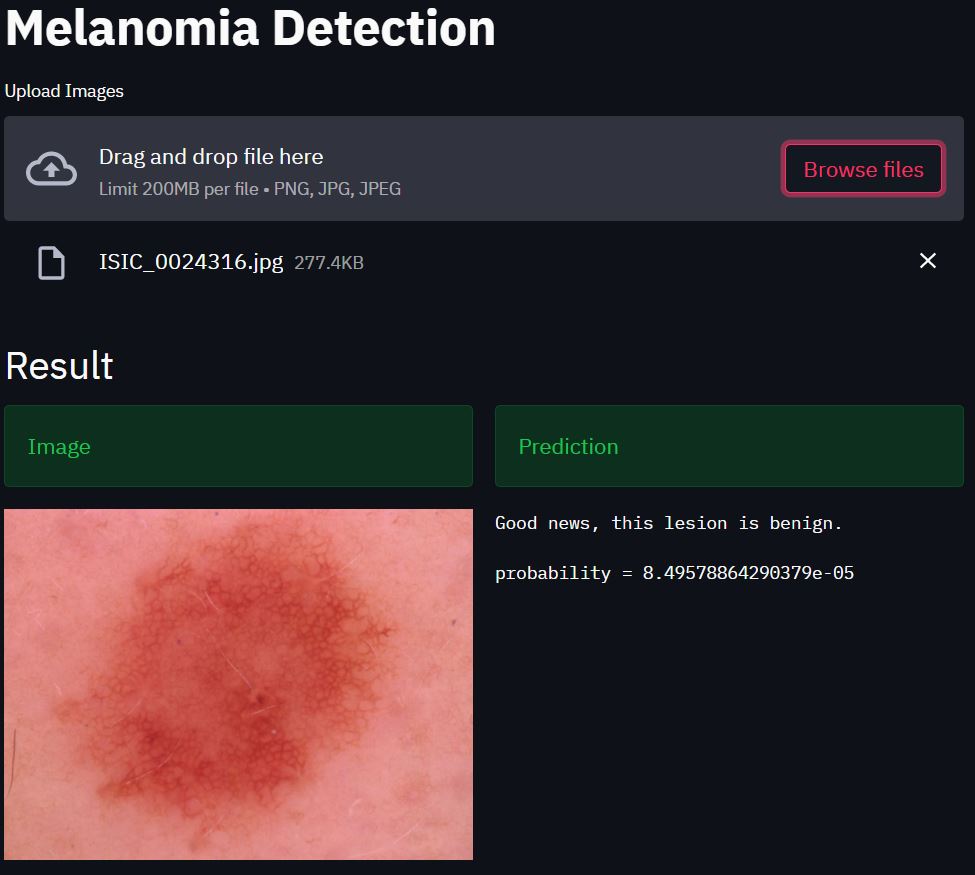 Melanomia Detection
Upload Images
Drag and drop file here
Limit 200MB per file • PNG, JPG, JPEG
Browse files
ISIC_0024316.jpg 277.4KB
Result
Image
Prediction
Good news, this lesion is benign.
probability = 8.49578864290379e-05